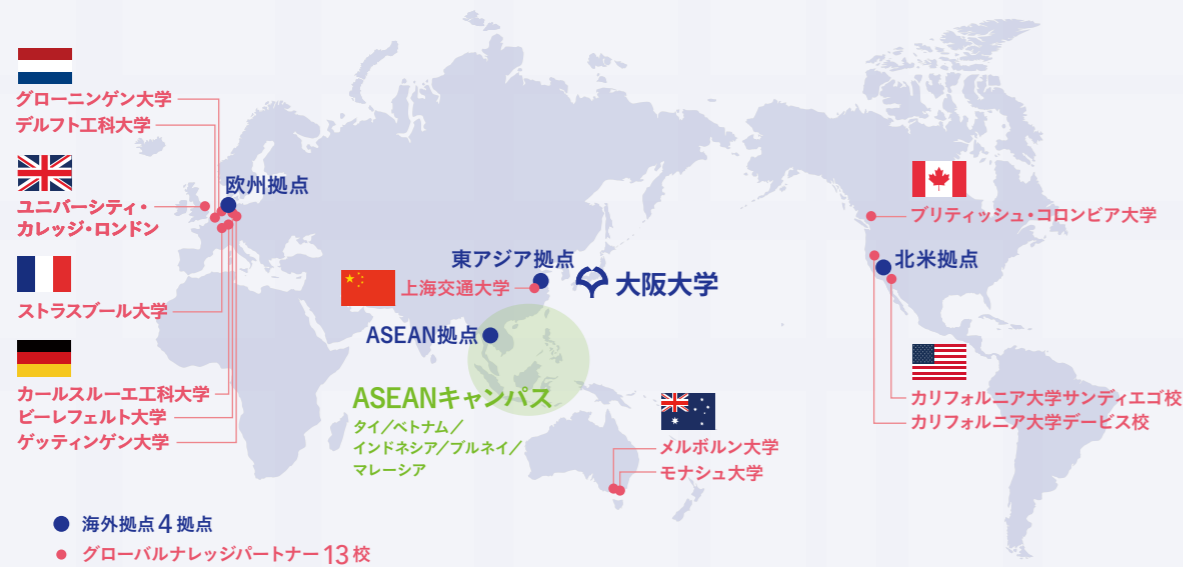 グローニンゲン大学
デルフト工科大学
ユニバーシティ・
カレッジ・ロンドン
ストラスブール大学
カールスルーエ工科大学
ビーレフェルト大学
ゲッティンゲン大学
欧州拠点
東アジア拠点
上海交通大学
大阪大学
ASEAN拠点
ASEANキャンパス
タイ／ベトナム／
インドネシア／ブルネイ／
マレーシア
メルボルン大学
モナシュ大学
ブリティッシュ・コロンビア大学
北米拠点
カリフォルニア大学サンディエゴ校
カリフォルニア大学デービス校
海外拠点4拠点
グローバルナレッジパートナー13校